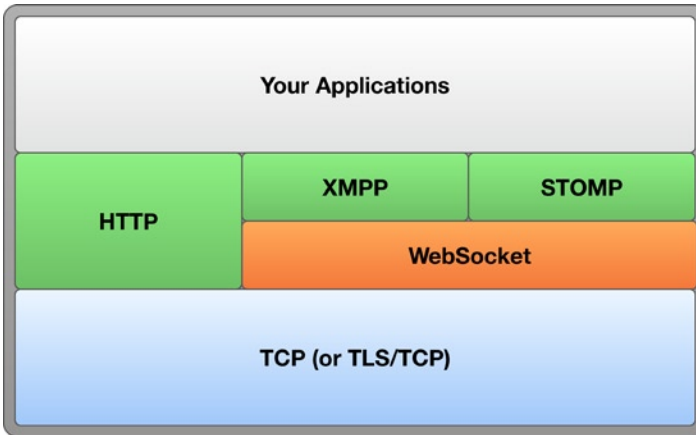 Your Applications
XMPP
STOMP
HTTP
WebSocket
TCP (or TLS/TCP)